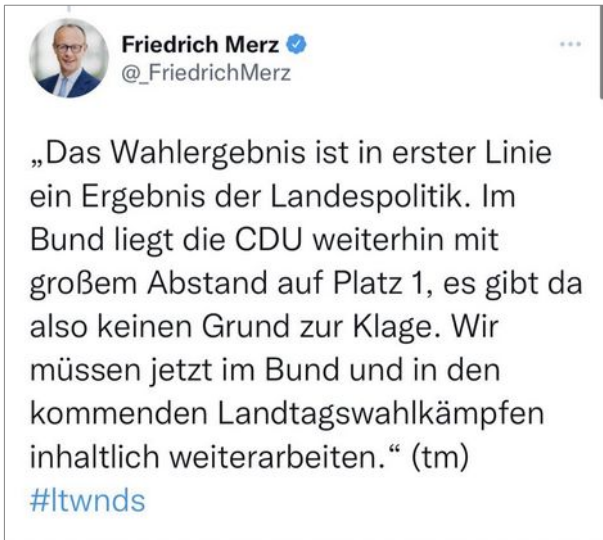 Friedrich Merz
@_FriedrichMerz
„Das Wahlergebnis ist in erster Linie
ein Ergebnis der Landespolitik. Im
Bund liegt die CDU weiterhin mit
großem Abstand auf Platz 1, es gibt da
also keinen Grund zur Klage. Wir
müssen jetzt im Bund und in den
kommenden Landtagswahlkämpfen
inhaltlich weiterarbeiten.“ (tm)
#ltwnds